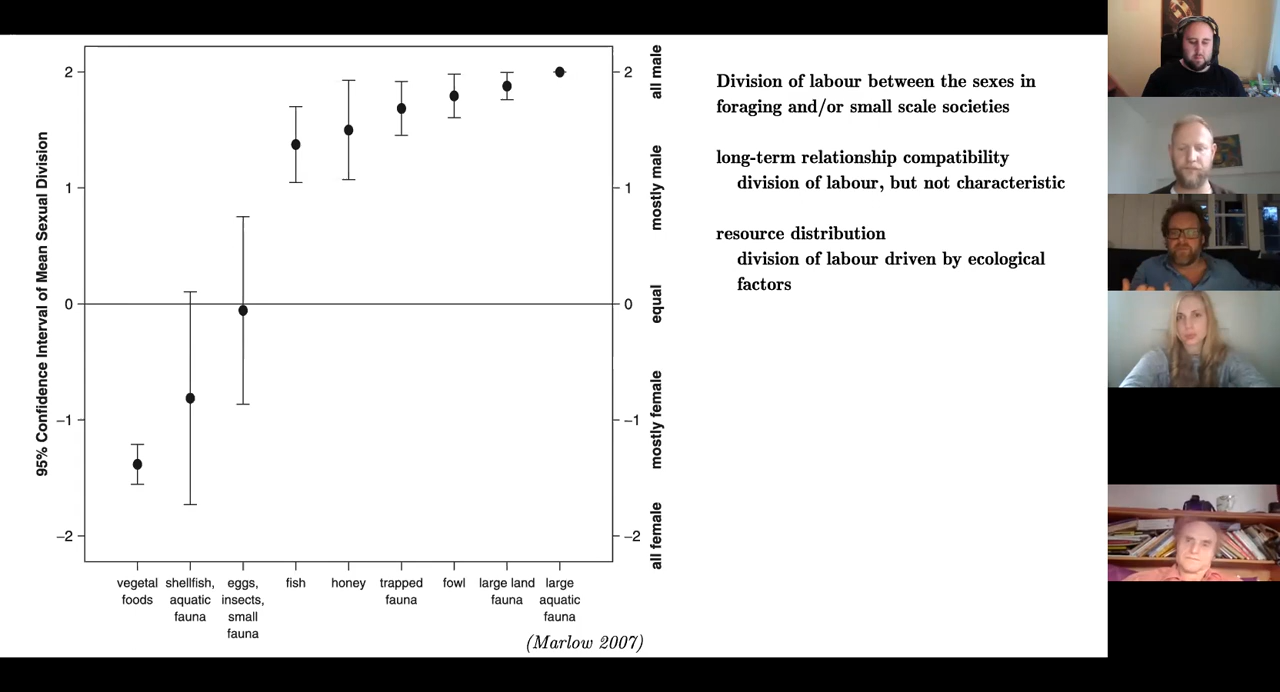 95% Confidence Interval of Mean Sexual Division
2
1
0
–1
–2
2
1
0
–1
–2
all male
mostly male
equal
mostly female
all female
vegetal
foods
shellfish,
aquatic
fauna
eggs,
insects,
small
fauna
fish
honey
trapped
fauna
fowl
large land
fauna
large
aquatic
fauna
(Marlow 2007)
Division of labour between the sexes in
foraging and/or small scale societies
long-term relationship compatibility
division of labour, but not characteristic
resource distribution
division of labour driven by ecological
factors